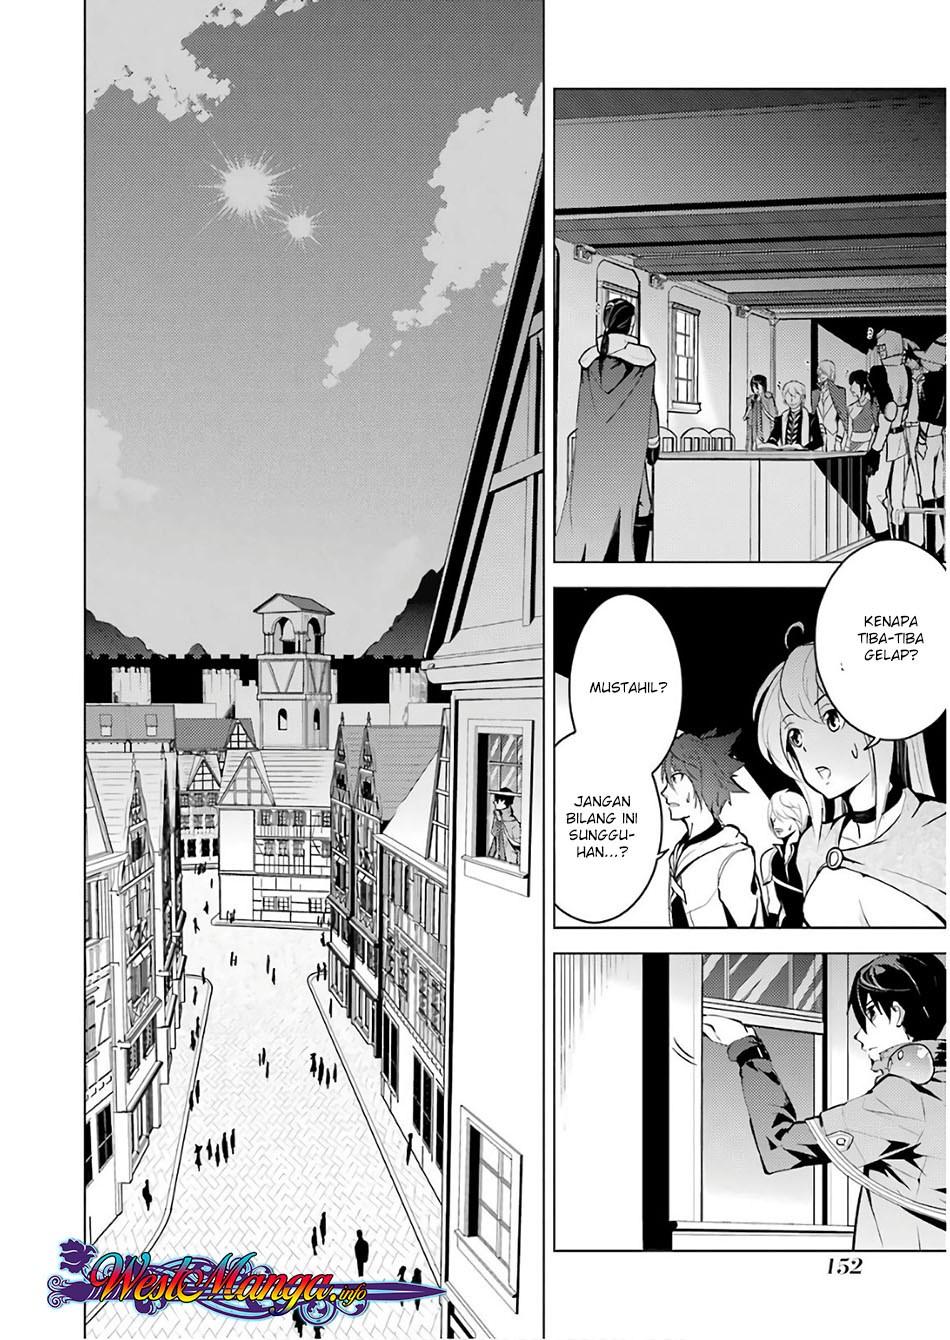 KENAPA
TIBA-TIBA
GELAP?
MUSTAHIL?
JANGAN
BILANG INI
SUNGGU-
HAN...?
152
WestManga.info